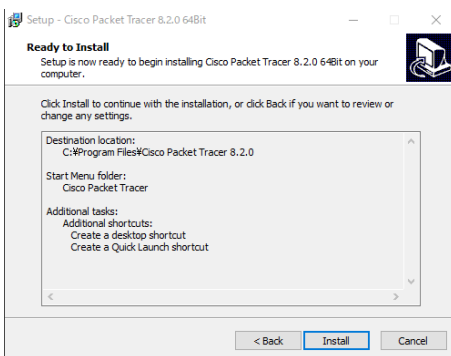 Setup - Cisco Packet Tracer 8.2.0 64Bit
Ready to Install
Setup is now ready to begin installing Cisco Packet Tracer 8.2.0 64Bit on your
computer.
Click Install to continue with the installation, or click Back if you want to review or
change any settings.
Destination location:
C:¥Program Files¥Cisco Packet Tracer 8.2.0
Start Menu folder:
Cisco Packet Tracer
Additional tasks:
Additional shortcuts:
Create a desktop shortcut
Create a Quick Launch shortcut
< Back Install Cancel